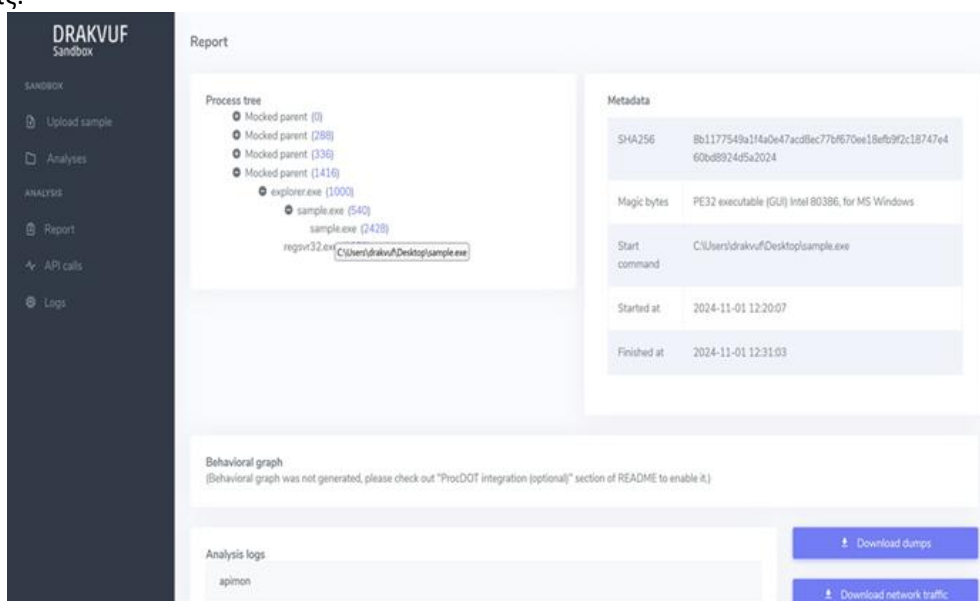 ις.
DRAKVUF
Sandbox
SANDBOX
Upload sample
Analyses
ANALYSIS
Report
API calls
Logs
Report
Process tree
Mocked parent (0)
Mocked parent (288)
Mocked parent (336)
Mocked parent (1416)
explorer.exe (1000)
sample.exe (540)
sample.exe (2428)
regsvr32.exe
C:\Users\drakvuf\Desktop\sample.exe
Metadata
SHA256
8b1177549a1f4a0e47acd8ec77bf670ee18efb9f2c18747e4
60bd8924d5a2024
Magic bytes
PE32 executable (GUI) Intel 80386, for MS Windows
Start
command
C:\Users\drakvuf\Desktop\sample.exe
Started at
2024-11-01 12:20:07
Finished at
2024-11-01 12:31:03
Behavioral graph
(Behavioral graph was not generated, please check out "ProcDOT integration (optional)" section of README to enable it.)
Analysis logs
apimon
Download dumps
Download network traffic